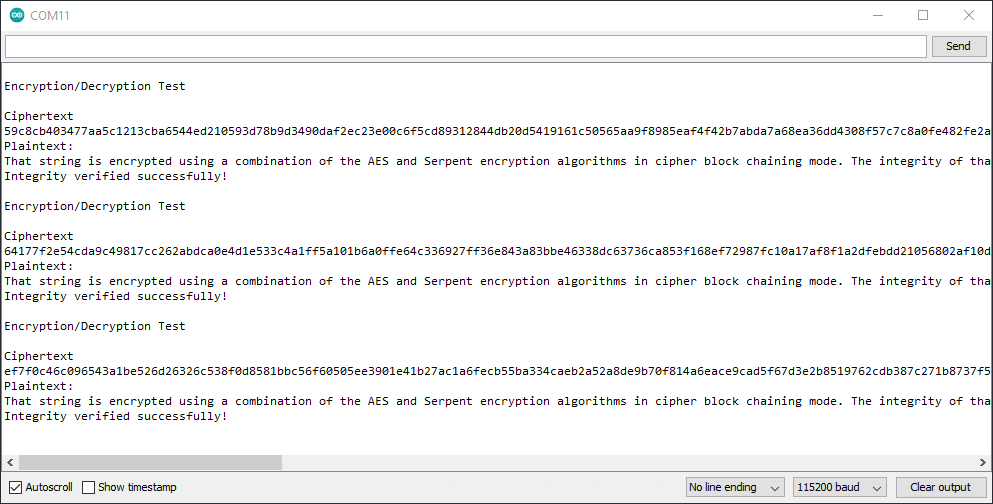 COM11
Send
Encryption/Decryption Test
Ciphertext
59c8cb403477aa5c1213cba6544ed210593d78b9d3490daf2ec23e00c6f5cd89312844db20d5419161c50565aa9f8985eaf4f42b7abda7a68ea36dd4308f57c7c8a0fe482fe2a
Plaintext:
That string is encrypted using a combination of the AES and Serpent encryption algorithms in cipher block chaining mode. The integrity of tha
Integrity verified successfully!
Encryption/Decryption Test
Ciphertext
64177f2e54cda9c49817cc262abdca0e4d1e533c4a1ff5a101b6a0ffe64c336927ff36e843a83bbe46338dc63736ca853f168ef72987fc10a17af8f1a2dfebdd21056802af10d
Plaintext:
That string is encrypted using a combination of the AES and Serpent encryption algorithms in cipher block chaining mode. The integrity of tha
Integrity verified successfully!
Encryption/Decryption Test
Ciphertext
ef7f0c46c096543a1be526d26326c538f0d8581bbc56f60505ee3901e41b27ac1a6fecb55ba334caeb2a52a8de9b70f814a6eace9cad5f67d3e2b8519762cdb387c271b8737f5
Plaintext:
That string is encrypted using a combination of the AES and Serpent encryption algorithms in cipher block chaining mode. The integrity of tha
Integrity verified successfully!
Autoscroll Show timestamp No line ending 115200 baud Clear output